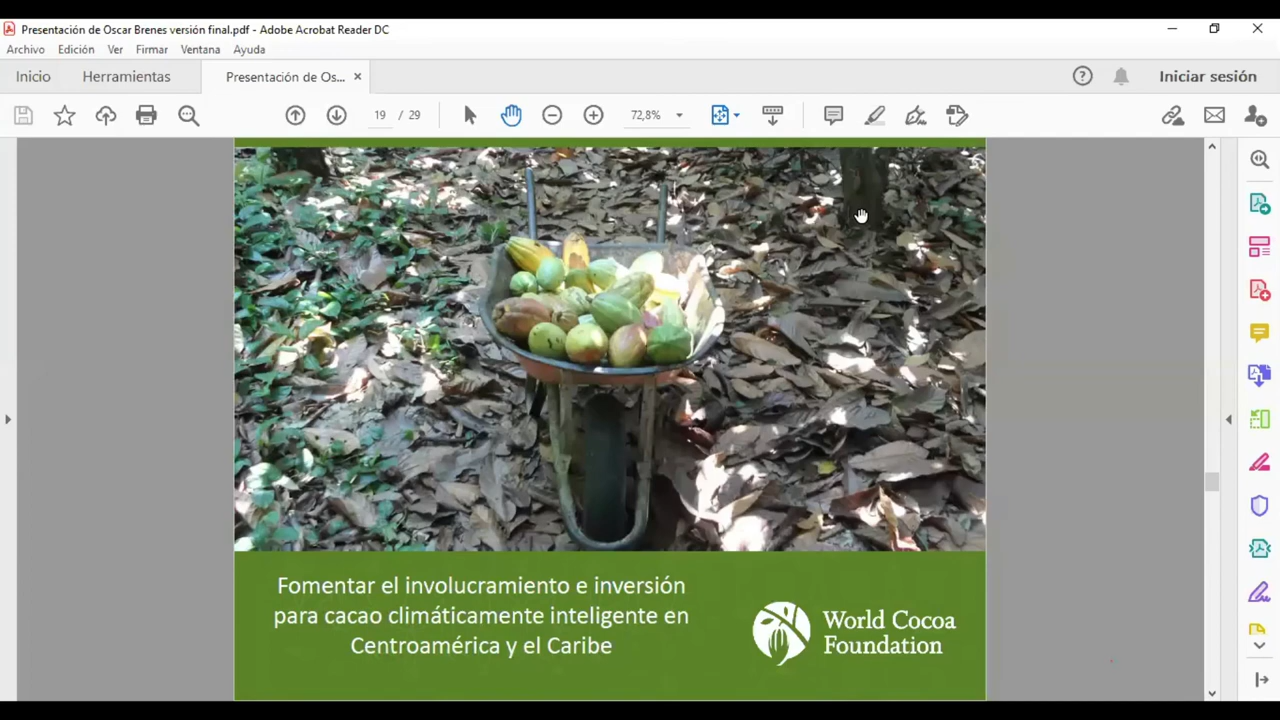 Presentación de Oscar Brenes versión final.pdf - Adobe Acrobat Reader DC
Archivo Edición Ver Firmar Ventana Ayuda
Inicio Herramientas Presentación de Os... Iniciar sesión
19 / 29 72,8%
Fomentar el involucramiento e inversión
para cacao climáticamente inteligente en
Centroamérica y el Caribe
World Cocoa
Foundation